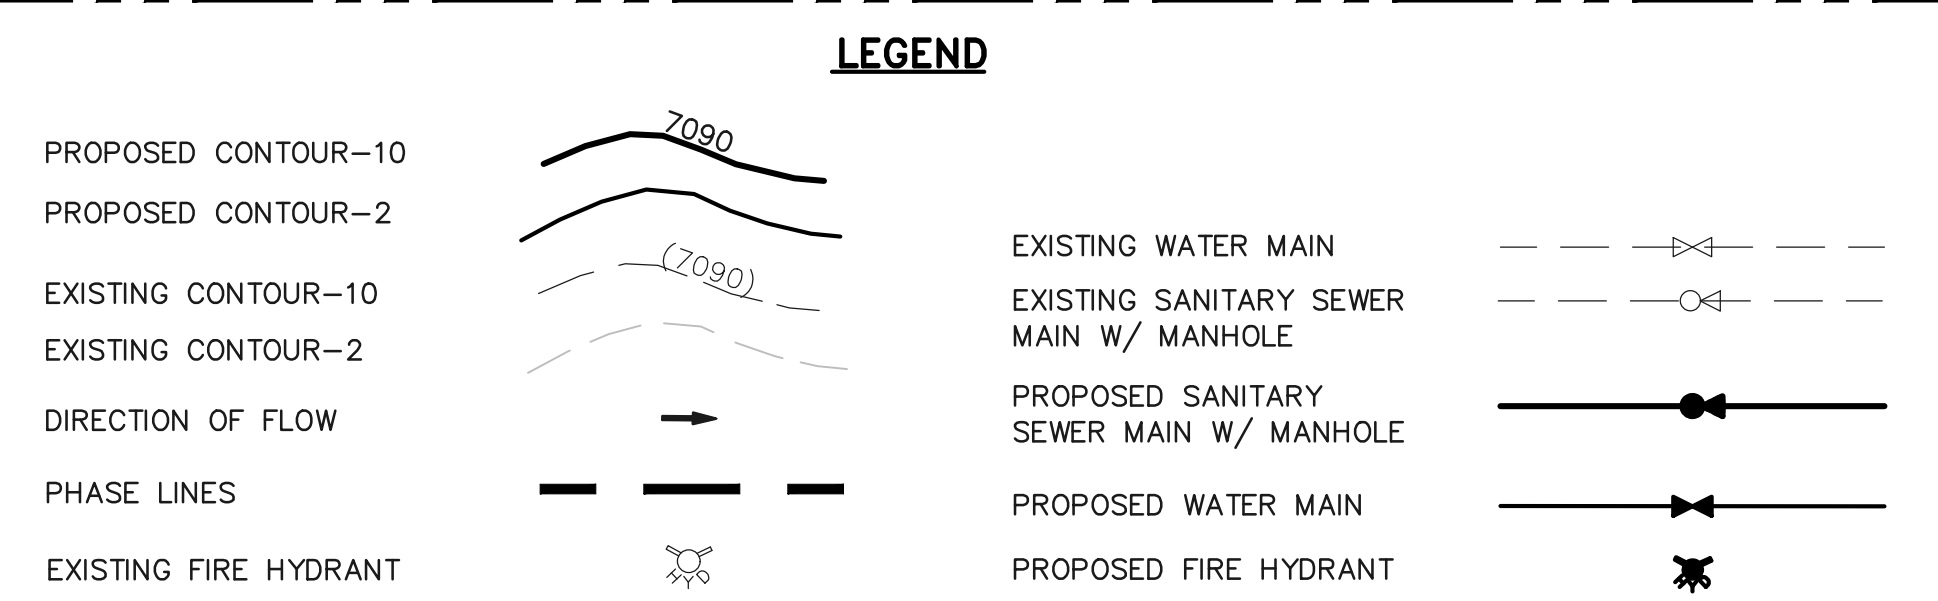 LEGEND
PROPOSED CONTOUR-10
7090
PROPOSED CONTOUR-2
EXISTING CONTOUR-10
(7090)
EXISTING CONTOUR-2
DIRECTION OF FLOW
PHASE LINES
EXISTING FIRE HYDRANT
HYD
EXISTING WATER MAIN
EXISTING SANITARY SEWER
MAIN W/ MANHOLE
PROPOSED SANITARY
SEWER MAIN W/ MANHOLE
PROPOSED WATER MAIN
PROPOSED FIRE HYDRANT
HYD